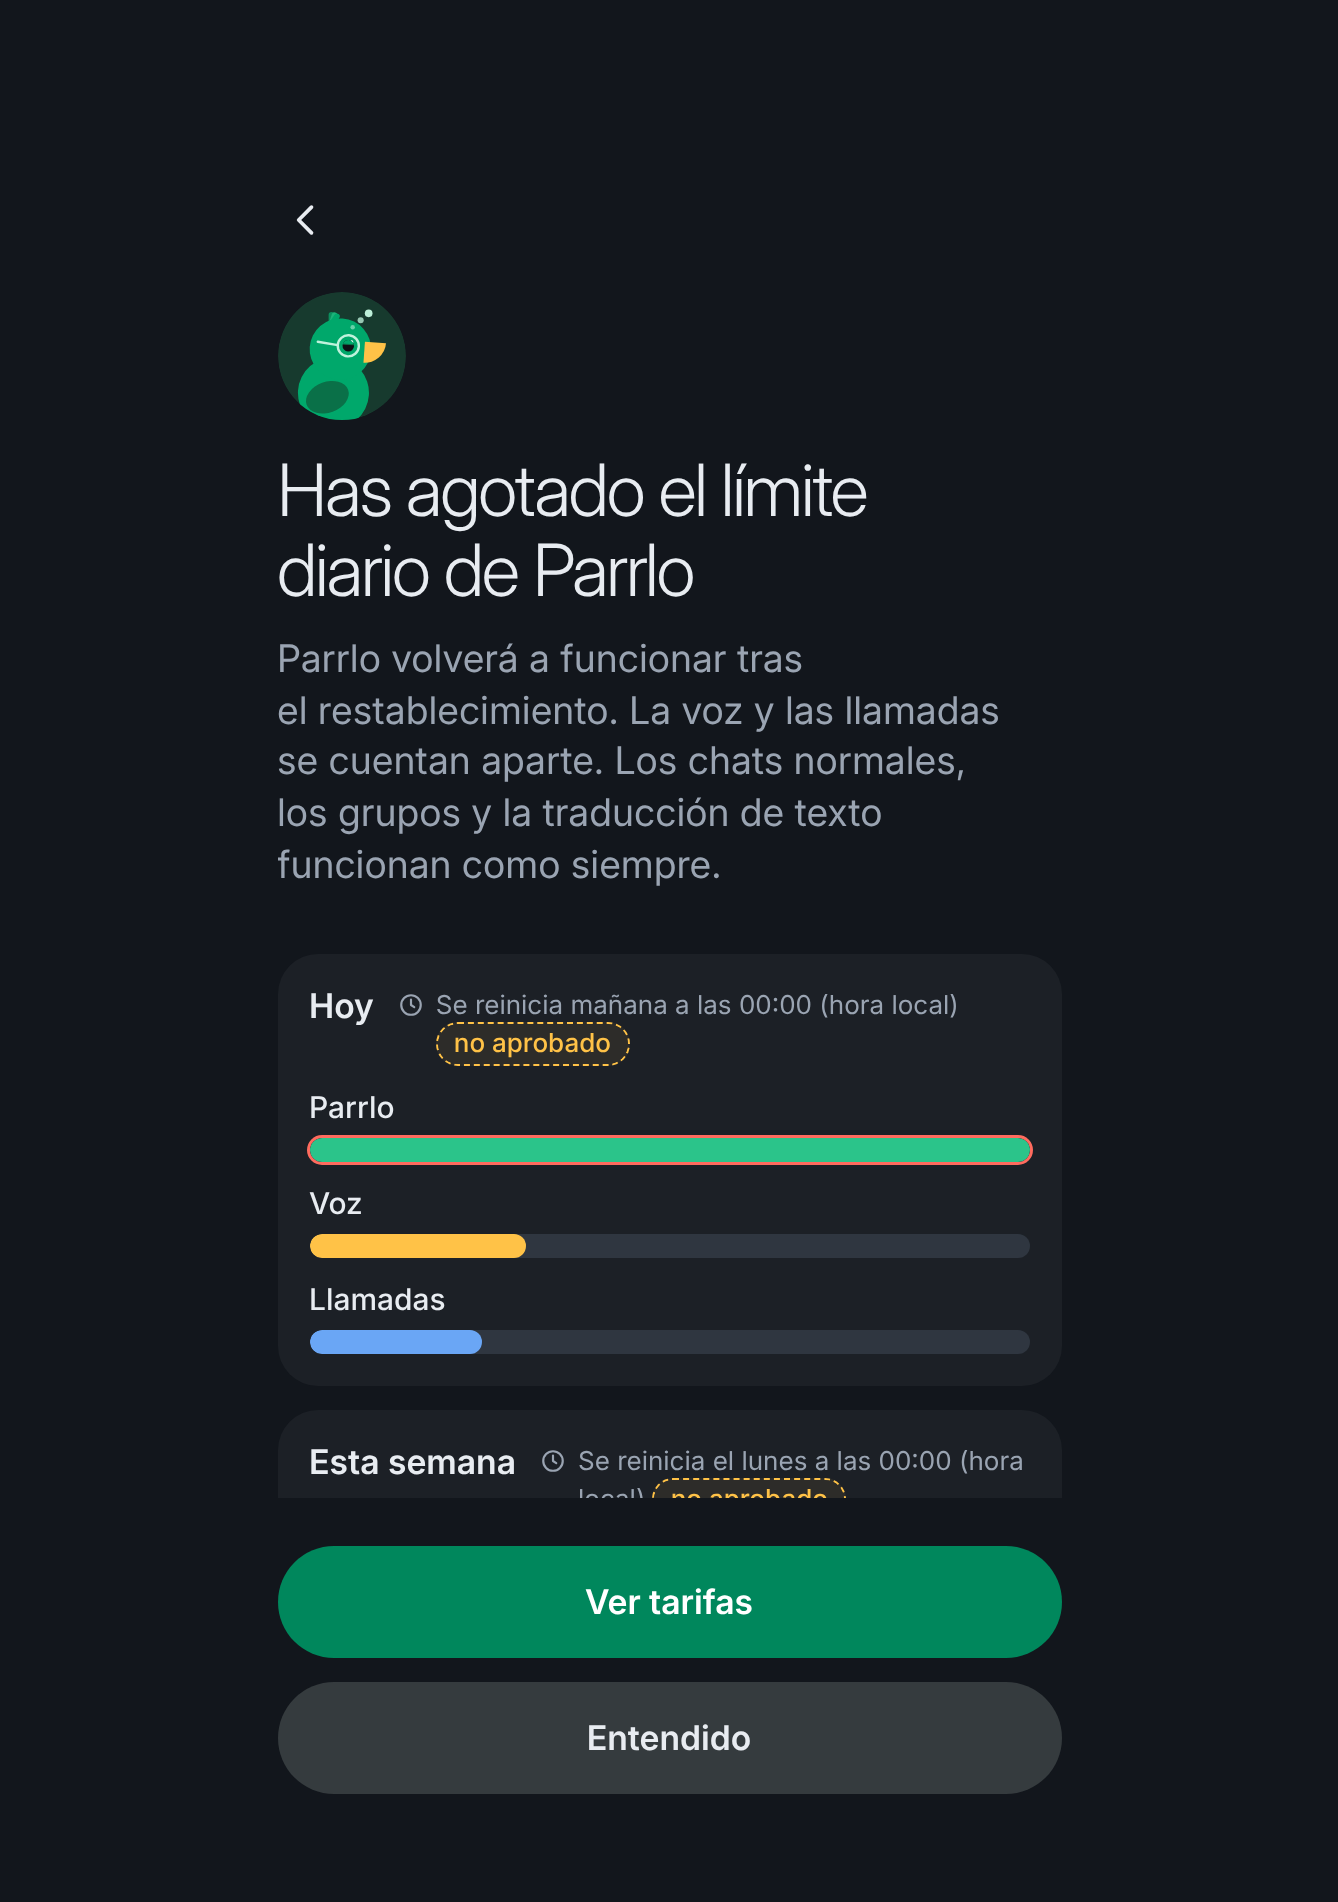 Has agotado el límite
diario de Parrlo
Parrlo volverá a funcionar tras
el restablecimiento. La voz y las llamadas
se cuentan aparte. Los chats normales,
los grupos y la traducción de texto
funcionan como siempre.
Hoy Se reinicia mañana a las 00:00 (hora local)
no aprobado
Parrlo
Voz
Llamadas
Esta semana Se reinicia el lunes a las 00:00 (hora
local) no aprobado
Ver tarifas
Entendido